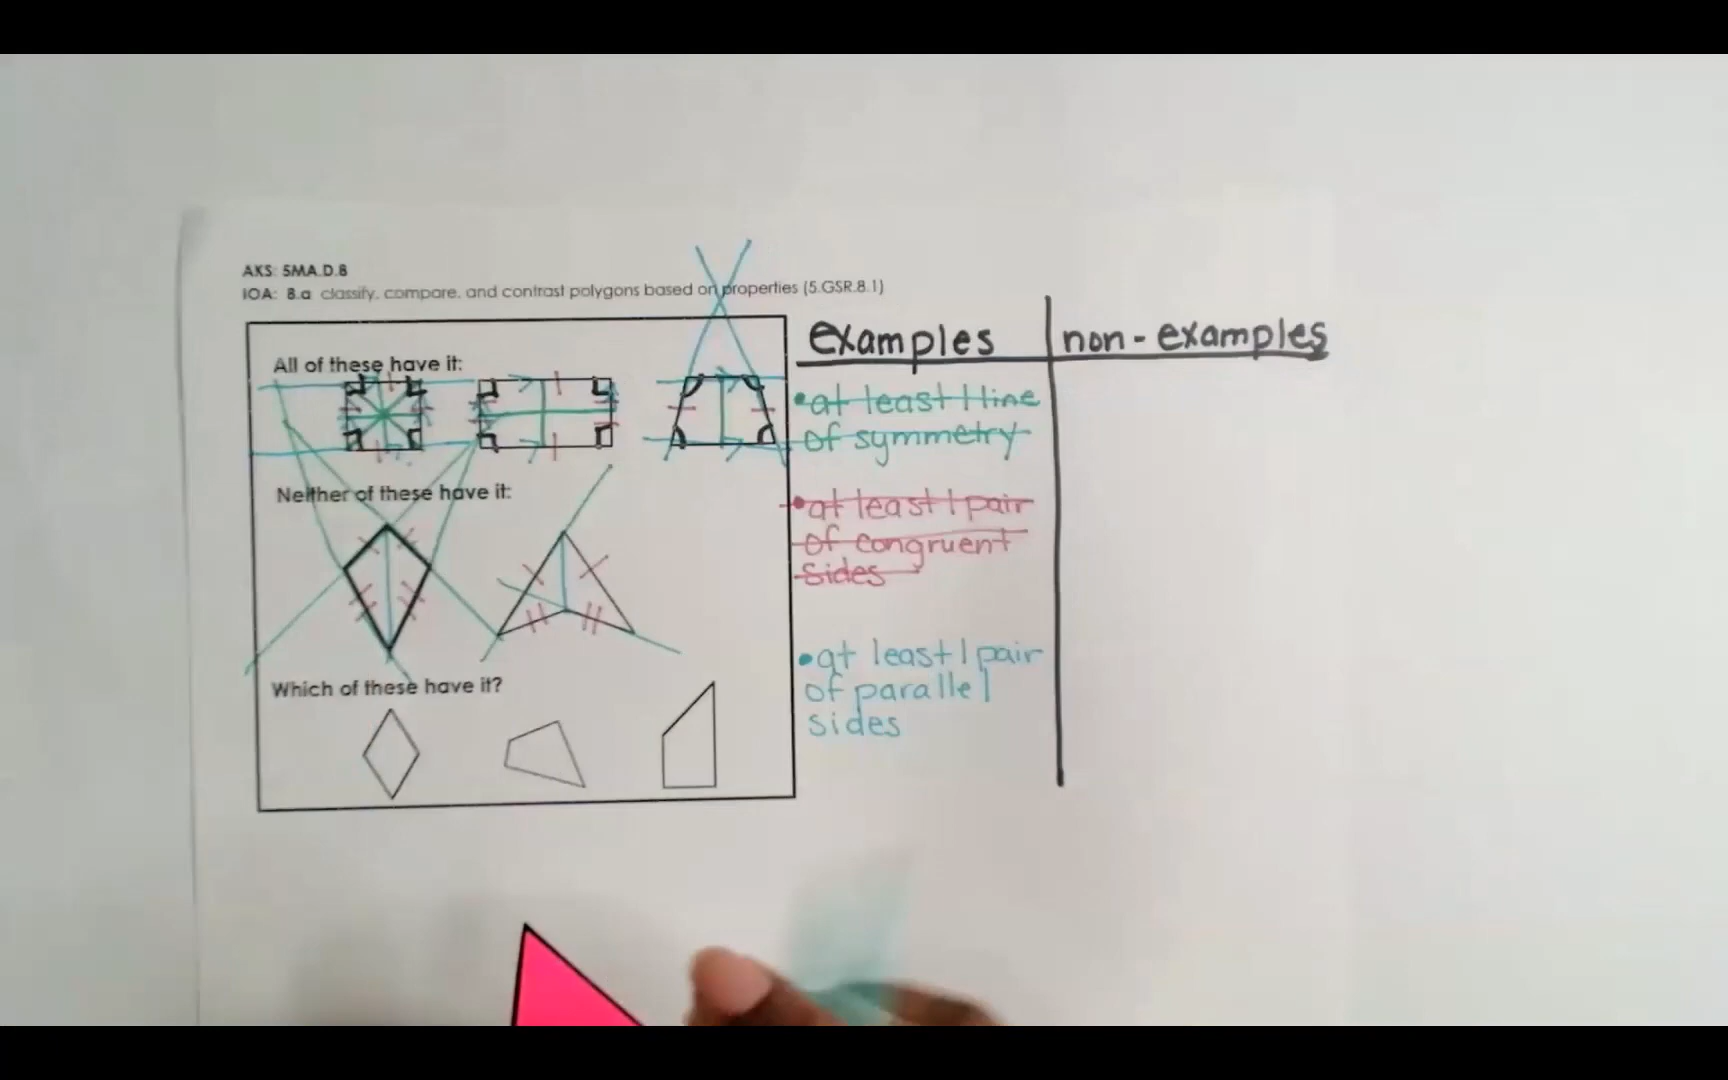 AKS: 5MA.D.8
IOA: 8.a classify, compare, and contrast polygons based on properties (5.GSR.8.1)
All of these have it:
Neither of these have it:
Which of these have it?
examples
non-examples
•at least 1 line
of symmetry
•at least 1 pair
of congruent
sides
•at least 1 pair
of parallel
sides